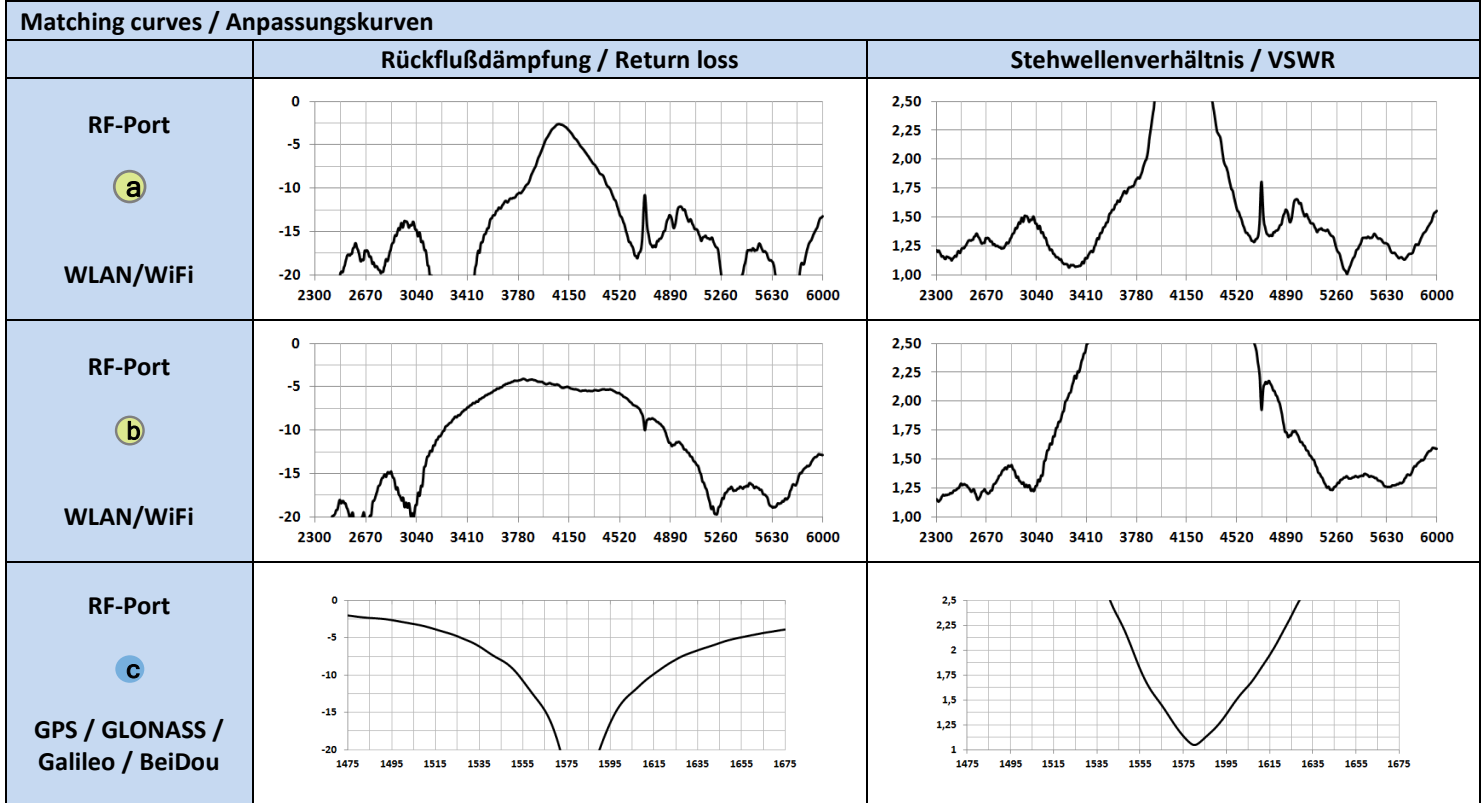 Matching curves / Anpassungskurven
Rückflußdämpfung / Return loss
Stehwellenverhältnis / VSWR
RF-Port
a
WLAN/WiFi
0
-5
-10
-15
-20
2300 2670 3040 3410 3780 4150 4520 4890 5260 5630 6000
2,50
2,25
2,00
1,75
1,50
1,25
1,00
2300 2670 3040 3410 3780 4150 4520 4890 5260 5630 6000
RF-Port
b
WLAN/WiFi
0
-5
-10
-15
-20
2300 2670 3040 3410 3780 4150 4520 4890 5260 5630 6000
2,50
2,25
2,00
1,75
1,50
1,25
1,00
2300 2670 3040 3410 3780 4150 4520 4890 5260 5630 6000
RF-Port
c
GPS / GLONASS /
Galileo / BeiDou
0
-5
-10
-15
-20
1475 1495 1515 1535 1555 1575 1595 1615 1635 1655 1675
2,5
2,25
2
1,75
1,5
1,25
1
1475 1495 1515 1535 1555 1575 1595 1615 1635 1655 1675